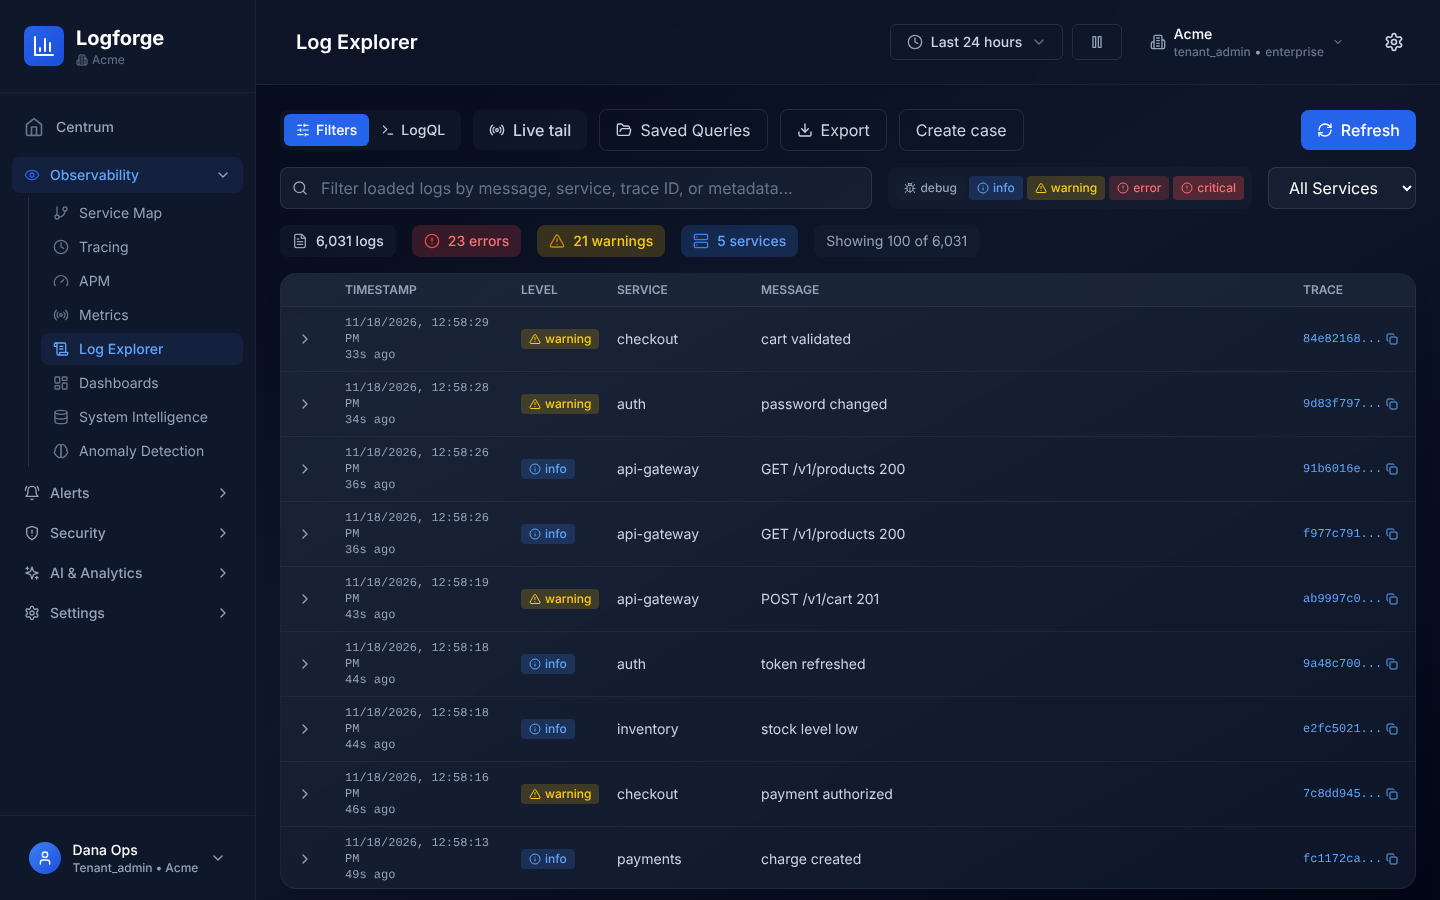 Logforge
Acme
Centrum
Observability
Service Map
Tracing
APM
Metrics
Log Explorer
Dashboards
System Intelligence
Anomaly Detection
Alerts
Security
AI & Analytics
Settings
Dana Ops
Tenant_admin • Acme
Log Explorer
Last 24 hours
Acme
tenant_admin • enterprise
Filters LogQL Live tail Saved Queries Export Create case Refresh
Filter loaded logs by message, service, trace ID, or metadata... debug info warning error critical All Services
6,031 logs 23 errors 21 warnings 5 services Showing 100 of 6,031
TIMESTAMP LEVEL SERVICE MESSAGE TRACE
11/18/2026, 12:58:29
PM
33s ago
warning checkout cart validated 84e82168...
11/18/2026, 12:58:28
PM
34s ago
warning auth password changed 9d83f797...
11/18/2026, 12:58:26
PM
36s ago
info api-gateway GET /v1/products 200 91b6016e...
11/18/2026, 12:58:26
PM
36s ago
info api-gateway GET /v1/products 200 f977c791...
11/18/2026, 12:58:19
PM
43s ago
warning api-gateway POST /v1/cart 201 ab9997c0...
11/18/2026, 12:58:18
PM
44s ago
info auth token refreshed 9a48c700...
11/18/2026, 12:58:18
PM
44s ago
info inventory stock level low e2fc5021...
11/18/2026, 12:58:16
PM
46s ago
warning checkout payment authorized 7c8dd945...
11/18/2026, 12:58:13
PM
49s ago
info payments charge created fc1172ca...